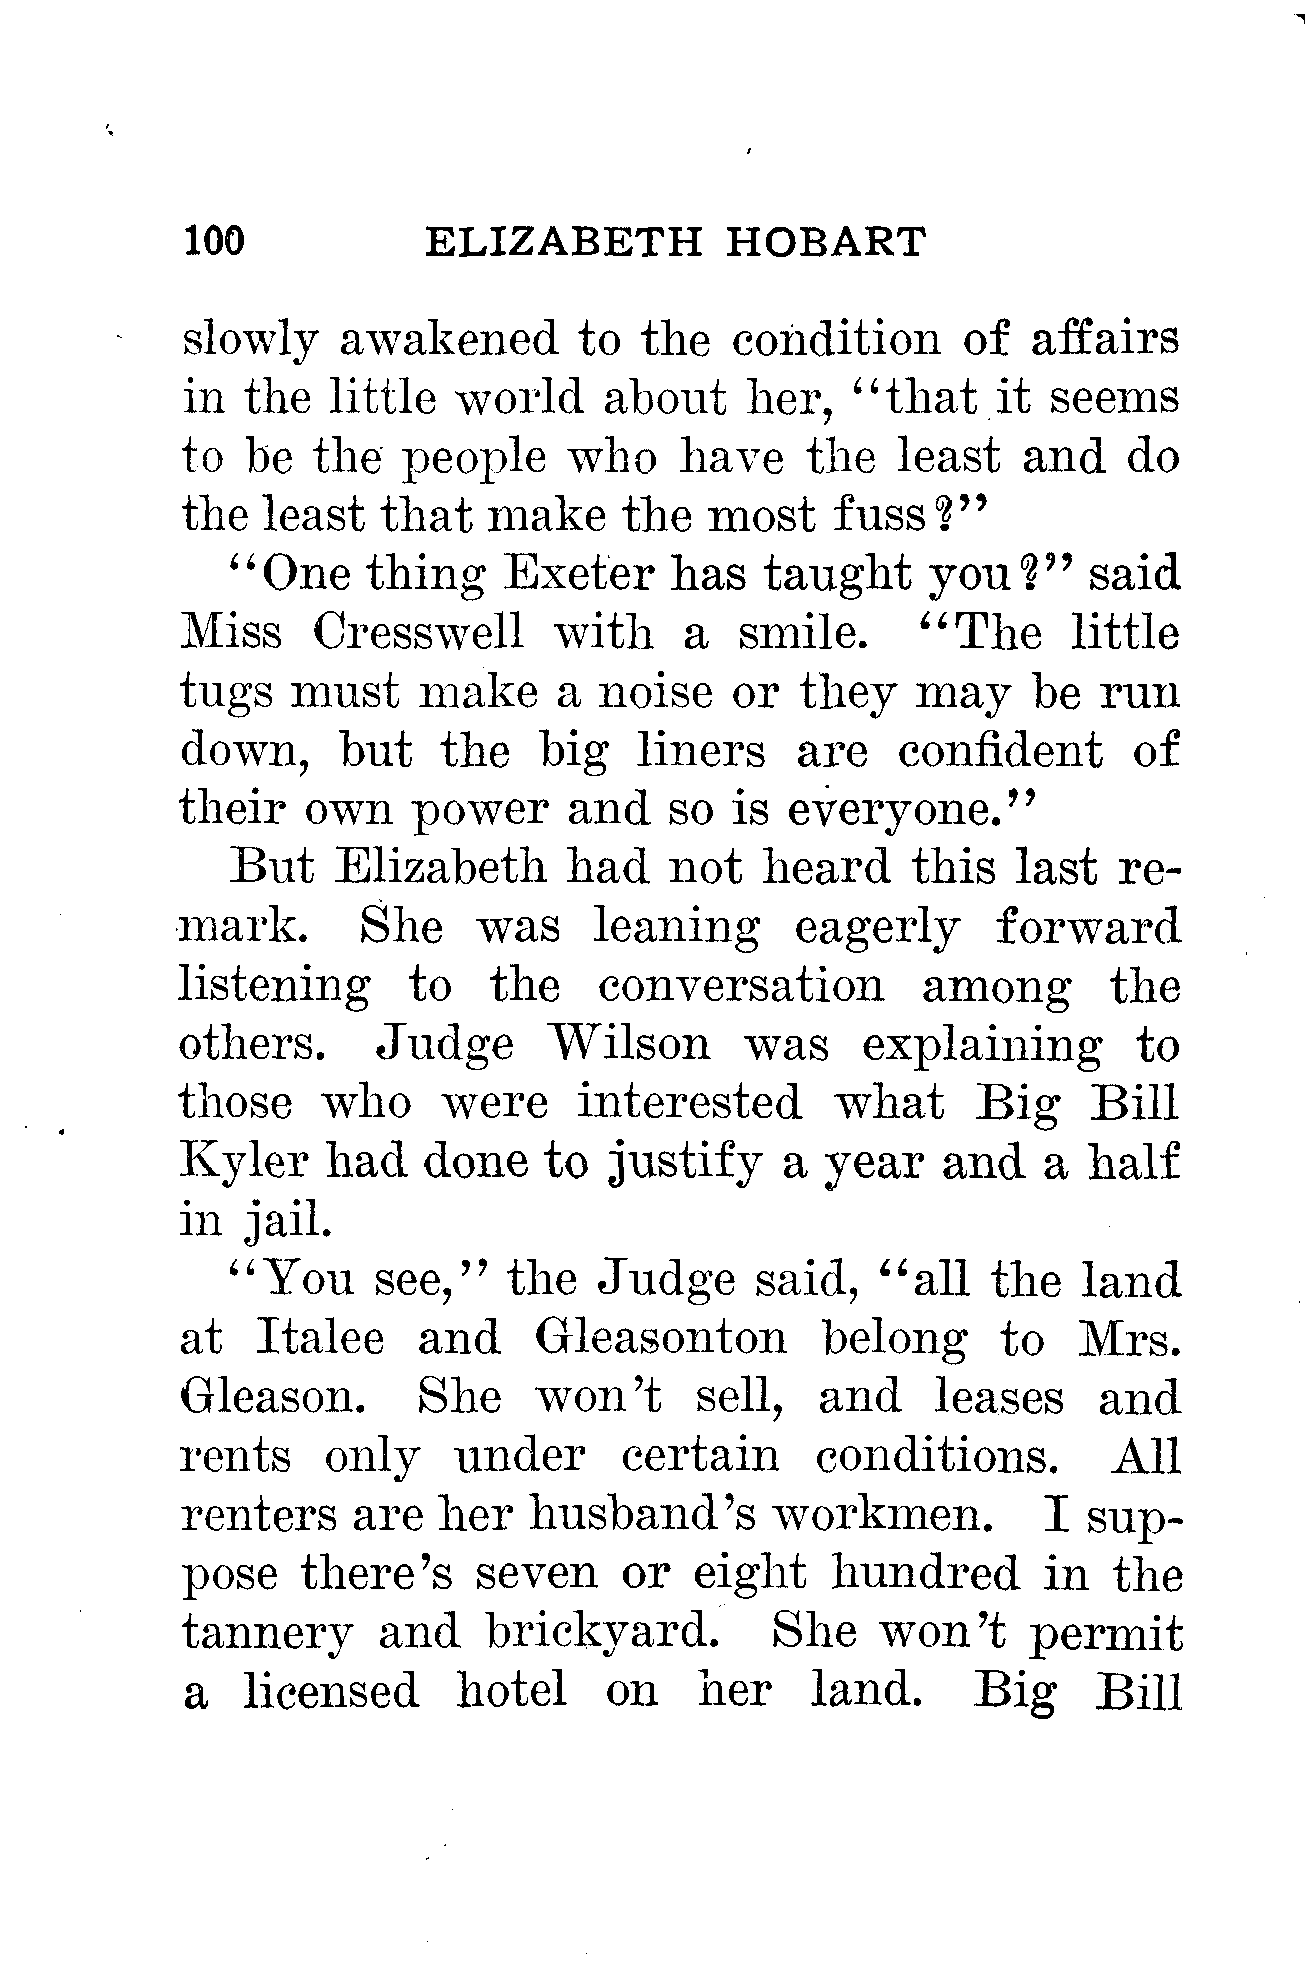 100 ELIZABETH HOBART
slowly awakened to the condition of affairs
in the little world about her, "that it seems
to be the people who have the least and do
the least that make the most fuss?"
"One thing Exeter has taught you?" said
Miss Cresswell with a smile. "The little
tugs must make a noise or they may be run
down, but the big liners are confident of
their own power and so is everyone."
But Elizabeth had not heard this last re-
mark. She was leaning eagerly forward
listening to the conversation among the
others. Judge Wilson was explaining to
those who were interested what Big Bill
Kyler had done to justify a year and a half
in jail.
"You see," the Judge said, "all the land
at Italee and Gleasonton belong to Mrs.
Gleason. She won't sell, and leases and
rents only under certain conditions. All
renters are her husband's workmen. I sup-
pose there's seven or eight hundred in the
tannery and brickyard. She won't permit
a licensed hotel on her land. Big Bill